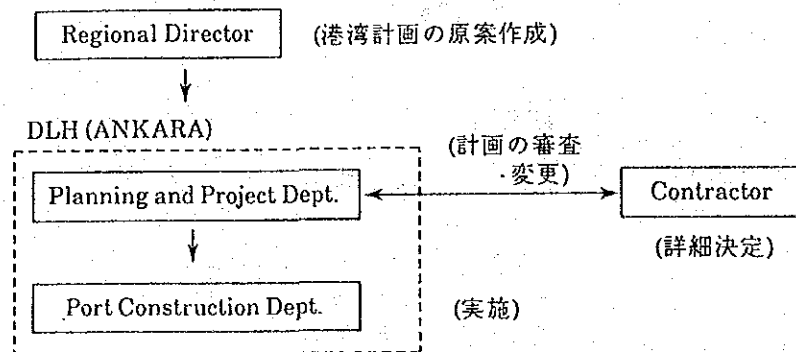 Regional Director (港湾計画の原案作成)
DLH (ANKARA)
(計画の審査
・変更)
Planning and Project Dept.
Contractor
(詳細決定)
Port Construction Dept. (実施)